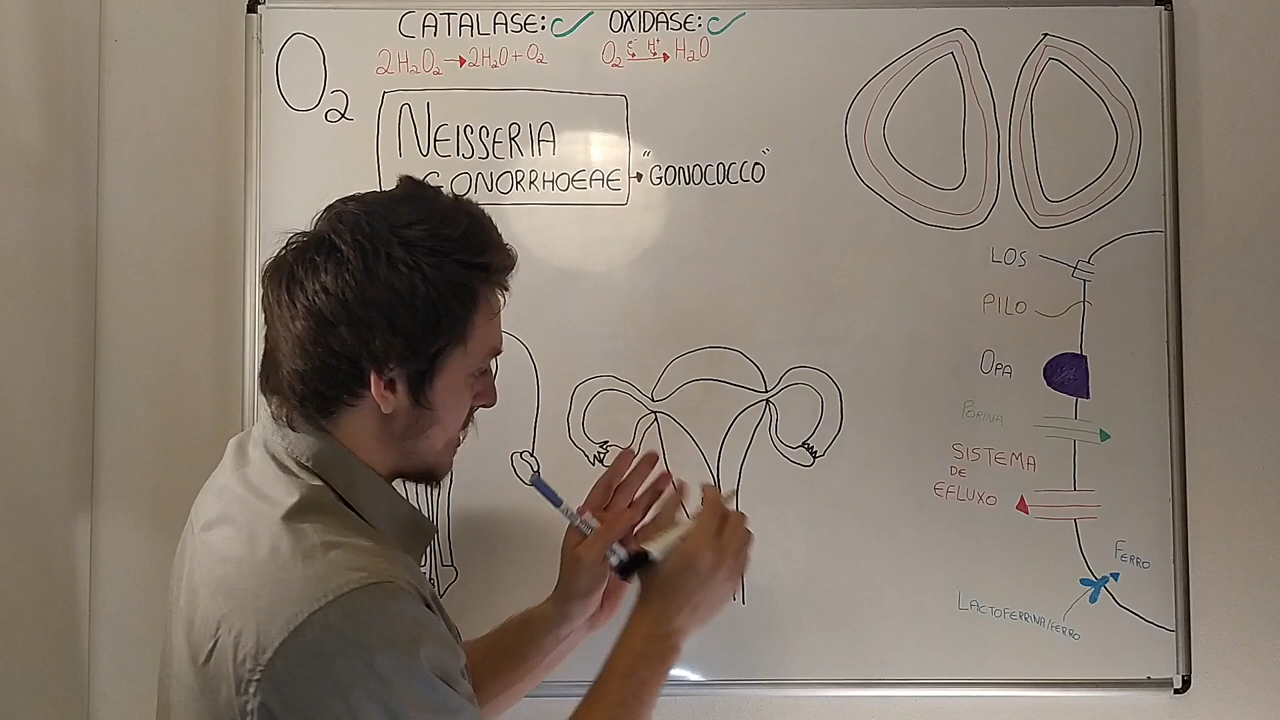 CATALASE: ✓ OXIDASE: ✓
2H₂O₂ → 2H₂O + O₂
O₂ e⁻ H⁺ → H₂O
O₂
NEISSERIA
GONORRHOEAE → "GONOCOCCO"
LOS
PILO
OPA
PORINA
SISTEMA
DE
EFLUXO
FERRO
LACTOFERRINA/FERRO